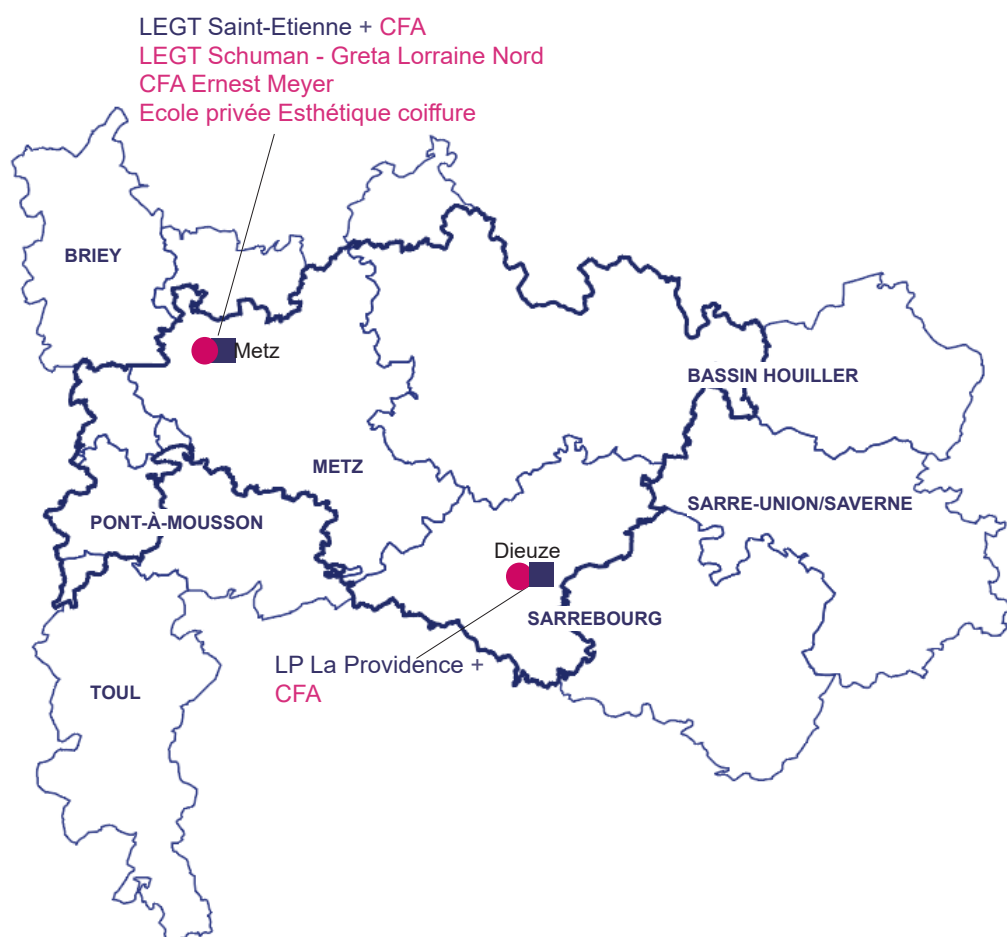 LEGT Saint-Etienne + CFA
LEGT Schuman - Greta Lorraine Nord
CFA Ernest Meyer
Ecole privée Esthétique coiffure
BRIEY
Metz
BASSIN HOUILLER
METZ
SARRE-UNION/SAVERNE
PONT-À-MOUSSON
Dieuze
SARREBOURG
LP La Providence +
CFA
TOUL